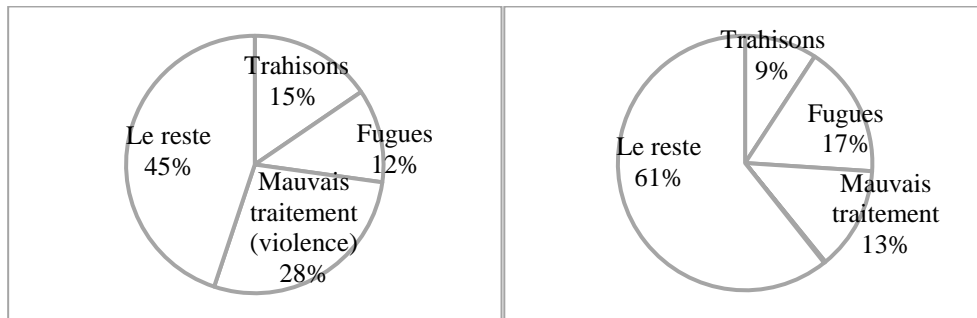 Trahisons
15%
Fugues
12%
Mauvais
traitement
(violence)
28%
Le reste
45%
Trahisons
9%
Fugues
17%
Mauvais
traitement
13%
Le reste
61%